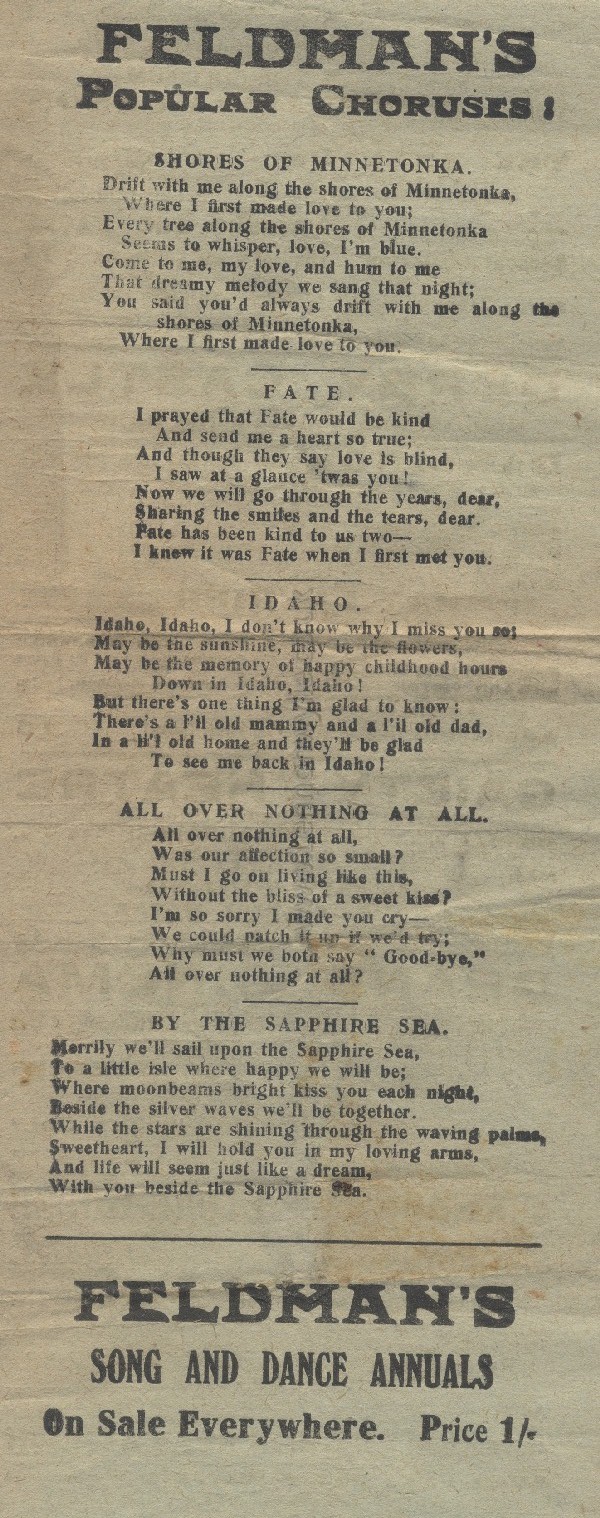 FELDMAN'S
POPULAR CHORUSES!
SHORES OF MINNETONKA.
Drift with me along the shores of Minnetonka,
Where I first made love to you;
Every tree along the shores of Minnetonka
Seems to whisper, love, I'm blue.
Come to me, my love, and hum to me
That dreamy melody we sang that night;
You said you'd always drift with me along the
shores of Minnetonka,
Where I first made love to you.
FATE.
I prayed that Fate would be kind
And send me a heart so true;
And though they say love is blind,
I saw at a glance 'twas you!
Now we will go through the years, dear,
Sharing the smiles and the tears, dear.
Fate has been kind to us two—
I knew it was Fate when I first met you.
IDAHO.
Idaho, Idaho, I don't know why I miss you so;
May be the sunshine, may be the flowers,
May be the memory of happy childhood hours
Down in Idaho, Idaho!
But there's one thing I'm glad to know:
There's a l'il old mammy and a l'il old dad,
In a li'l old home and they'll be glad
To see me back in Idaho!
ALL OVER NOTHING AT ALL.
All over nothing at all,
Was our affection so small?
Must I go on living like this,
Without the bliss of a sweet kiss?
I'm so sorry I made you cry—
We could patch it up if we'd try;
Why must we both say "Good-bye,"
All over nothing at all?
BY THE SAPPHIRE SEA.
Merrily we'll sail upon the Sapphire Sea,
To a little isle where happy we will be;
Where moonbeams bright kiss you each night,
Beside the silver waves we'll be together.
While the stars are shining through the waving palms,
Sweetheart, I will hold you in my loving arms,
And life will seem just like a dream,
With you beside the Sapphire Sea.
FELDMAN'S
SONG AND DANCE ANNUALS
On Sale Everywhere. Price 1/-